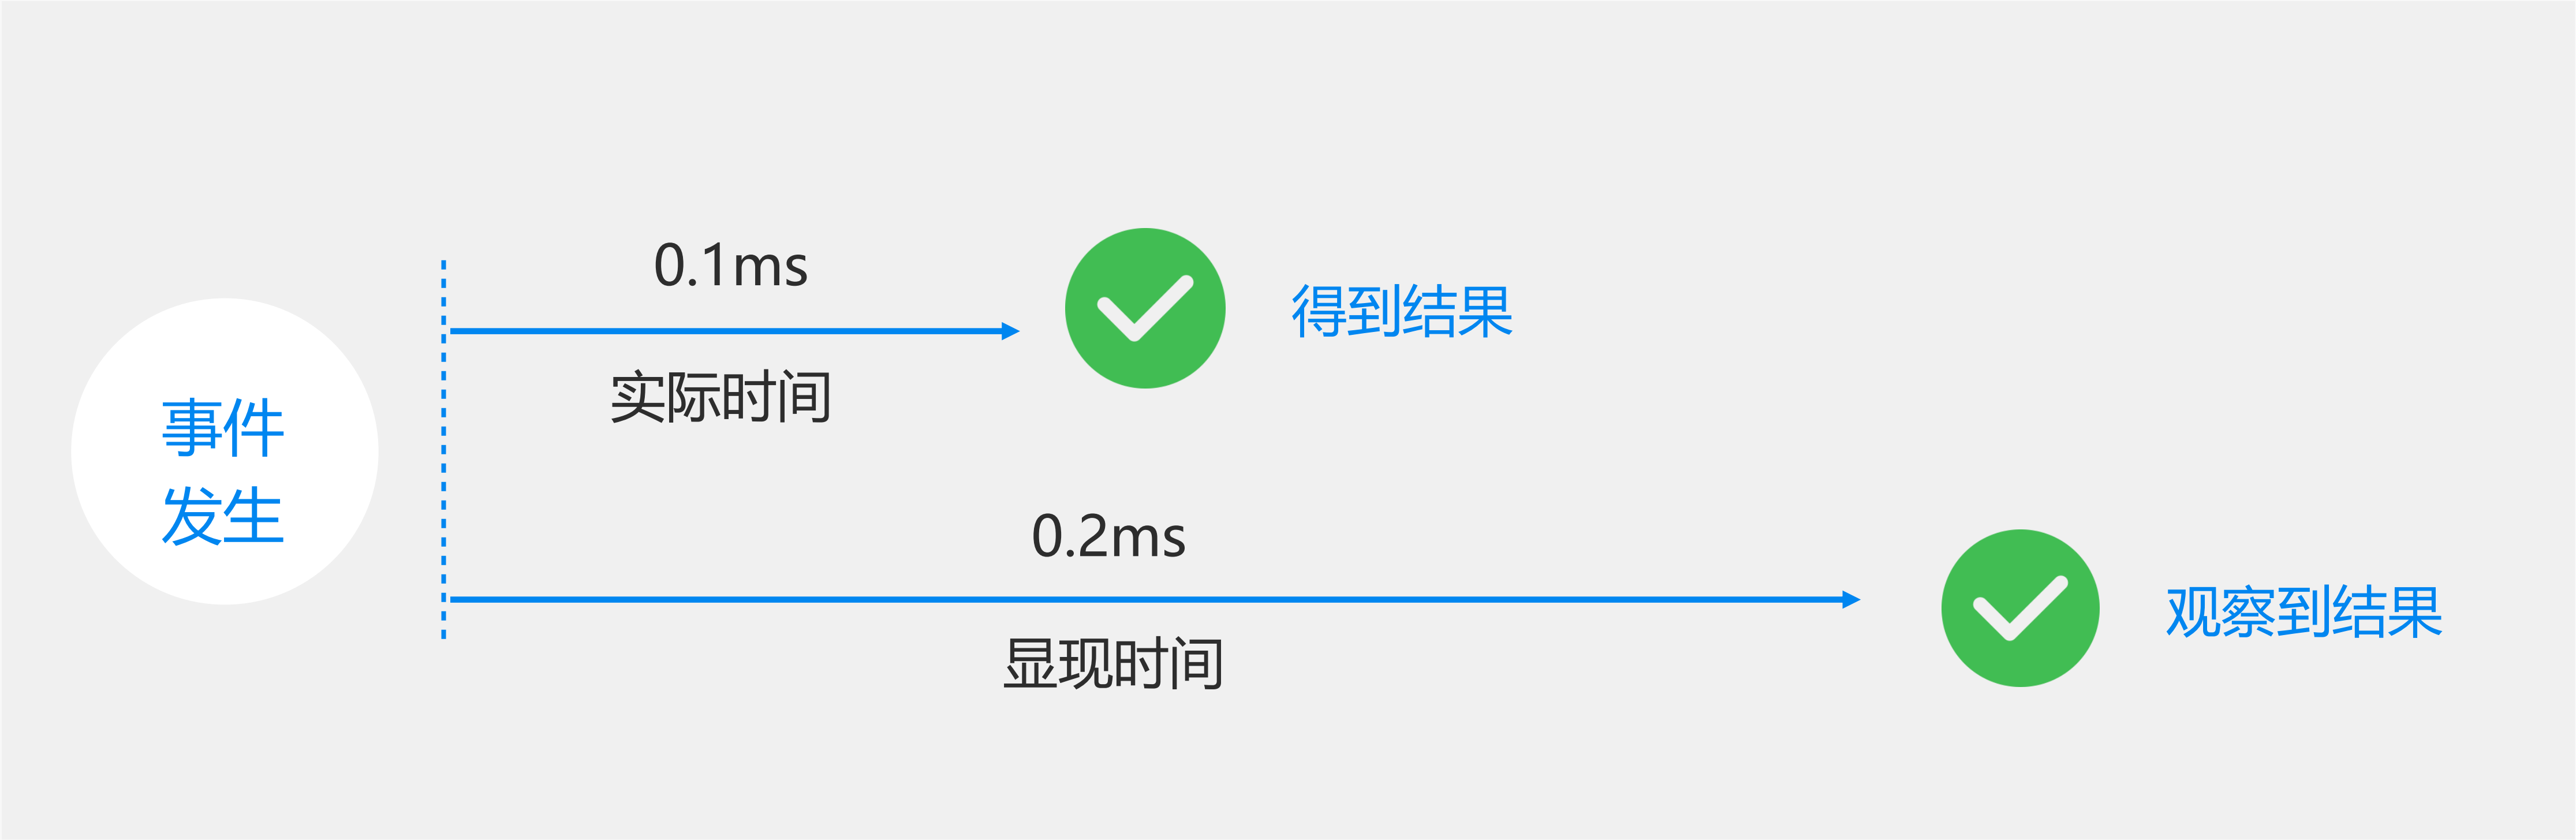 事件
发生
0.1ms
实际时间
得到结果
0.2ms
显现时间
观察到结果